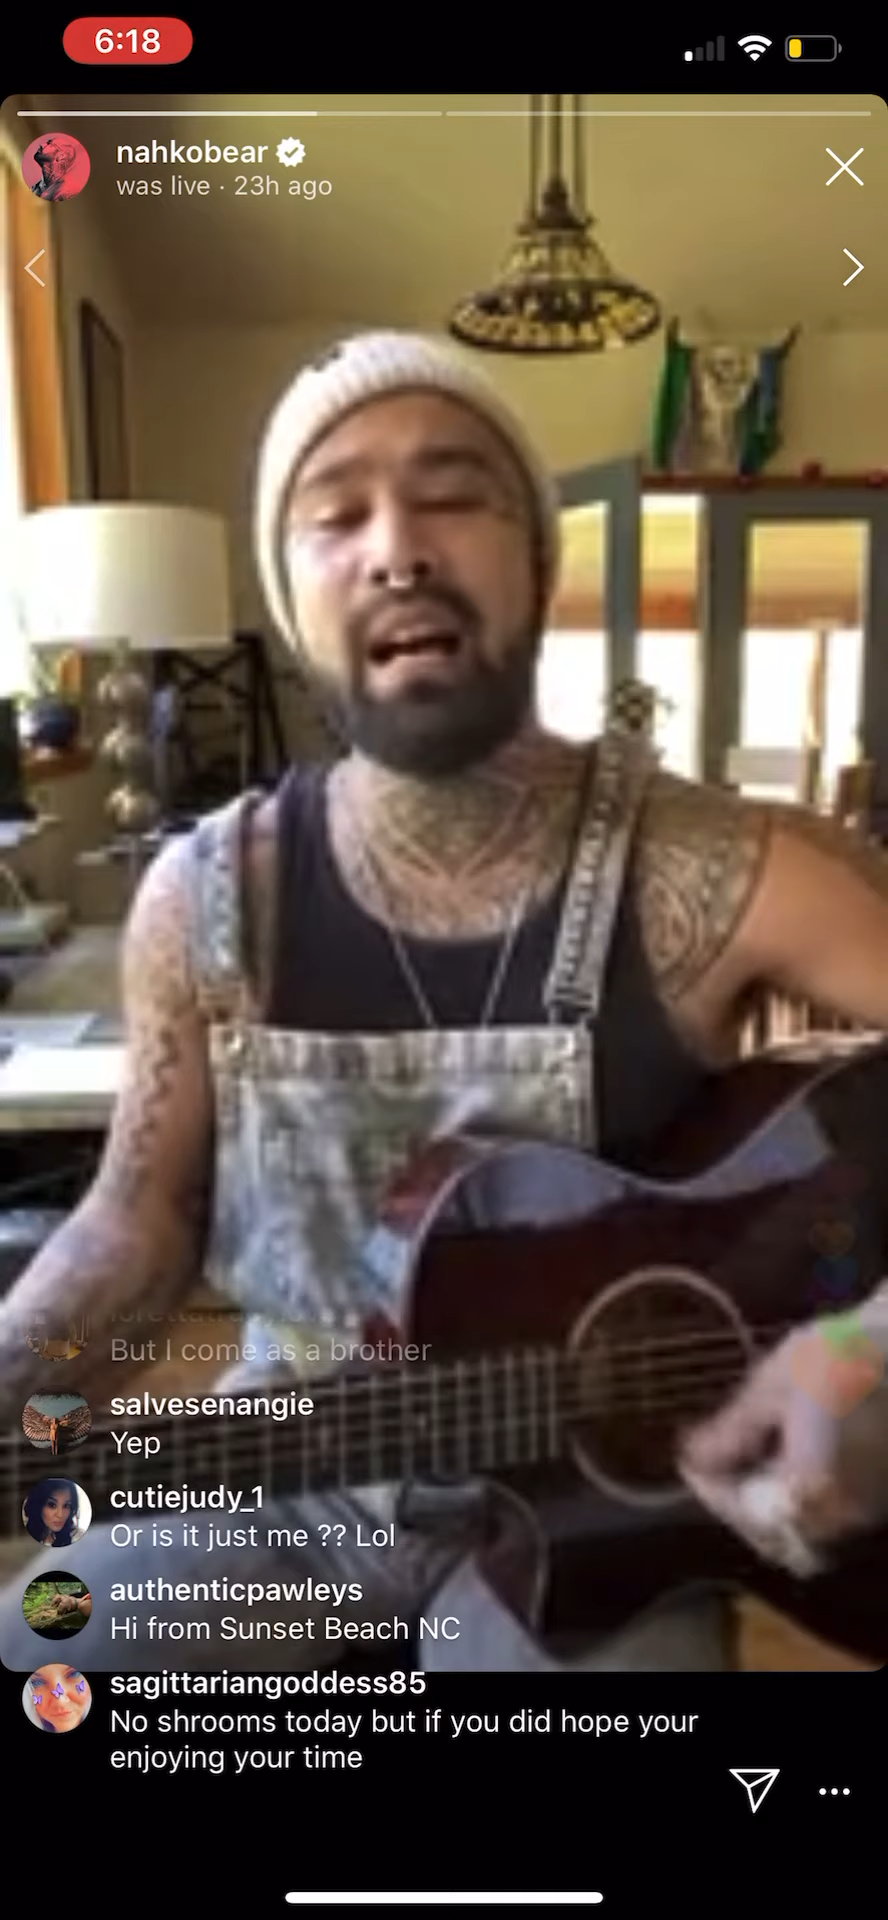 6:18
nahkobear
was live · 23h ago
But I come as a brother
salvesenangie
Yep
cutiejudy_1
Or is it just me ?? Lol
authenticpawleys
Hi from Sunset Beach NC
sagittariangoddess85
No shrooms today but if you did hope your
enjoying your time